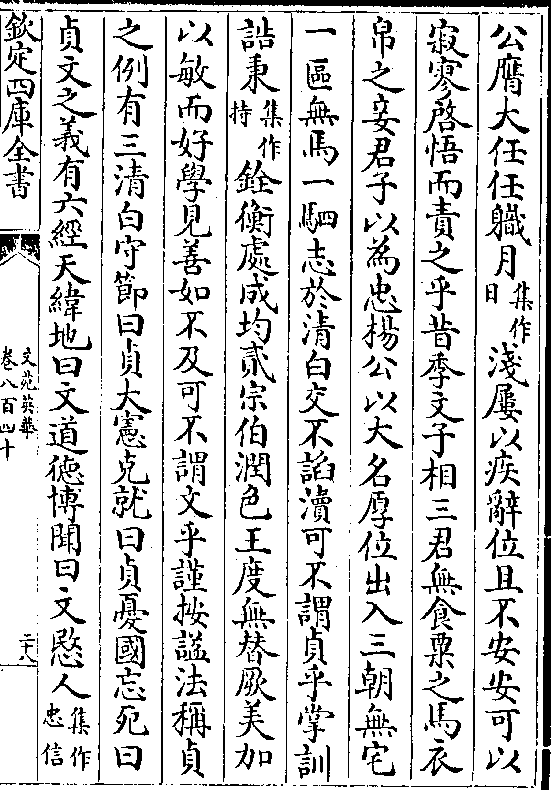 公膺大任任職月集作日淺屢以疾辭位且不安安可以
寂寥啓悟而責之乎昔季文子相三君無食粟之馬衣
帛之妾君子以為忠楊公以大名厚位出入三朝無宅
一區無馬一駟志於清白交不諂瀆可不謂貞乎掌訓
誥秉集作持銓衡處成均貳宗伯潤色王度無替厥美加
以敏而好學見善如不及可不謂文乎謹按諡法稱貞
之例有三清白守節曰貞大憲克就曰貞憂國忘死曰
貞文之義有六經天緯地曰文道德博聞曰文愍人集作忠信
欽定四庫全書
文苑英華
卷八百四十
二十八